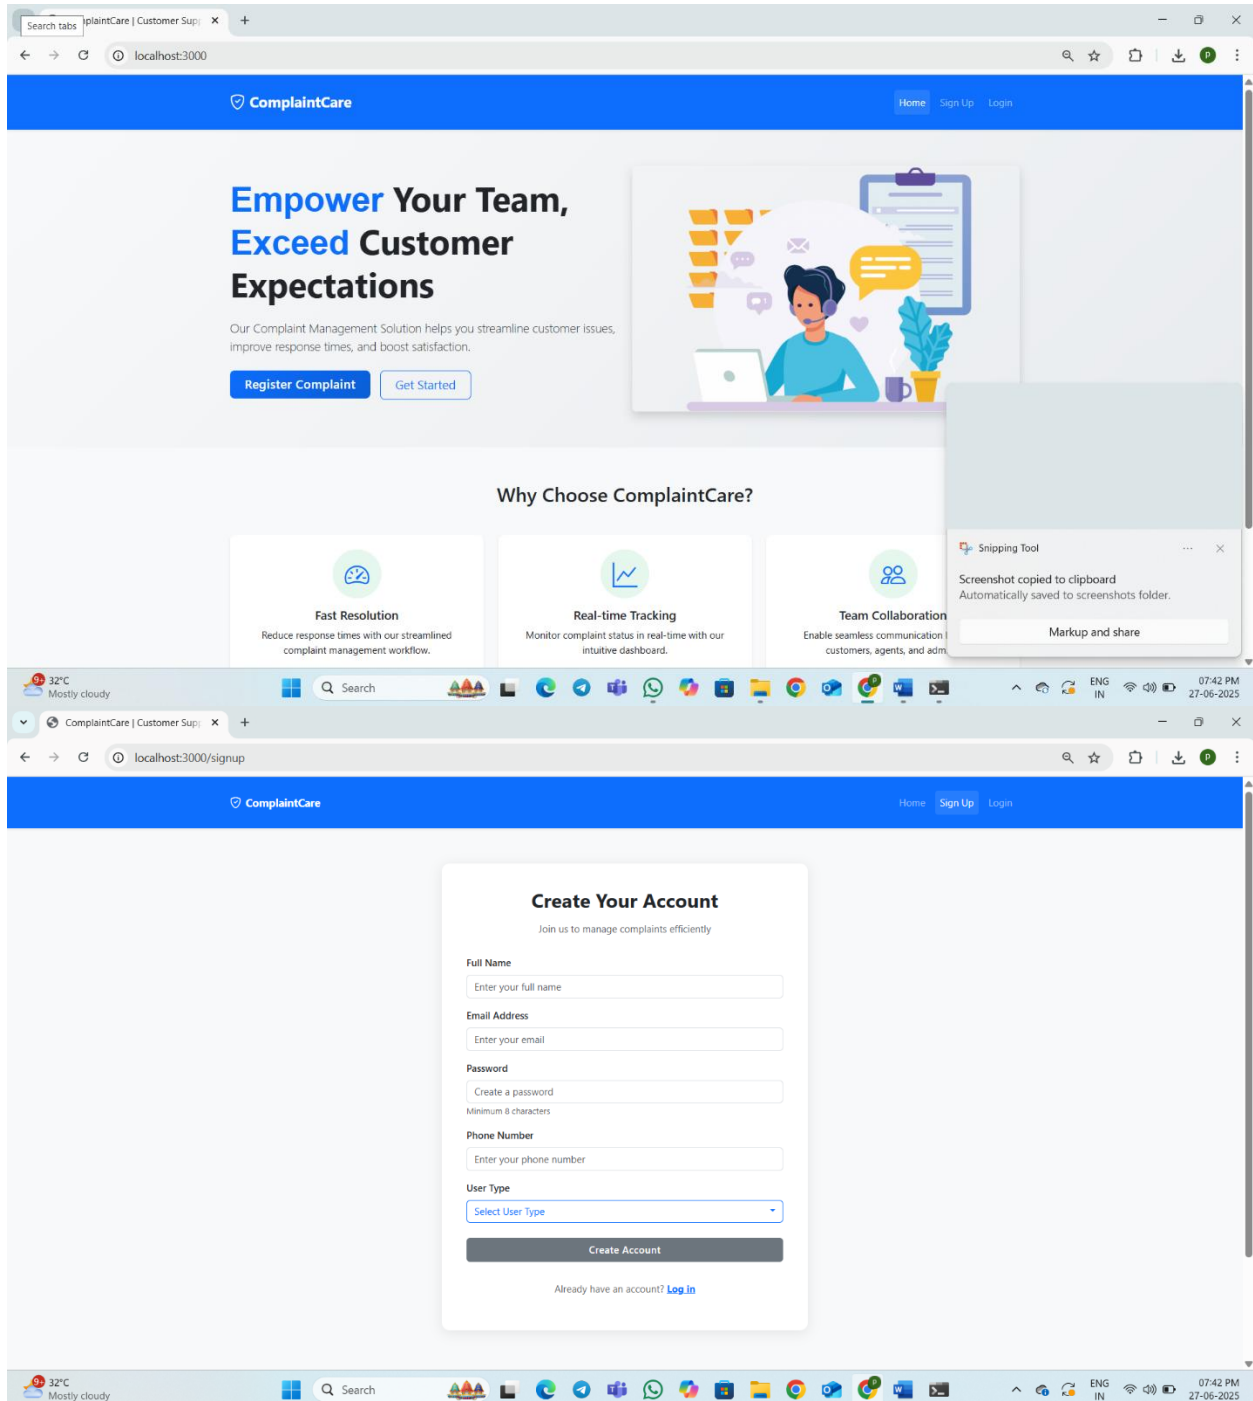 Search tabs
plaintCare | Customer Supp
localhost:3000
P
ComplaintCare
Home
Sign Up
Login
Empower Your Team,
Exceed Customer
Expectations
Our Complaint Management Solution helps you streamline customer issues,
improve response times, and boost satisfaction.
Register Complaint
Get Started
Why Choose ComplaintCare?
Fast Resolution
Reduce response times with our streamlined
complaint management workflow.
Real-time Tracking
Monitor complaint status in real-time with our
intuitive dashboard.
Team Collaboration
Enable seamless communication
customers, agents, and adm
Snipping Tool
Screenshot copied to clipboard
Automatically saved to screenshots folder.
Markup and share
9+
32°C
Mostly cloudy
Search
ENG
IN
07:42 PM
27-06-2025
ComplaintCare | Customer Supp
localhost:3000/signup
P
ComplaintCare
Home
Sign Up
Login
Create Your Account
Join us to manage complaints efficiently
Full Name
Enter your full name
Email Address
Enter your email
Password
Create a password
Minimum 8 characters
Phone Number
Enter your phone number
User Type
Select User Type
Create Account
Already have an account? Log in
9+
32°C
Mostly cloudy
Search
ENG
IN
07:42 PM
27-06-2025